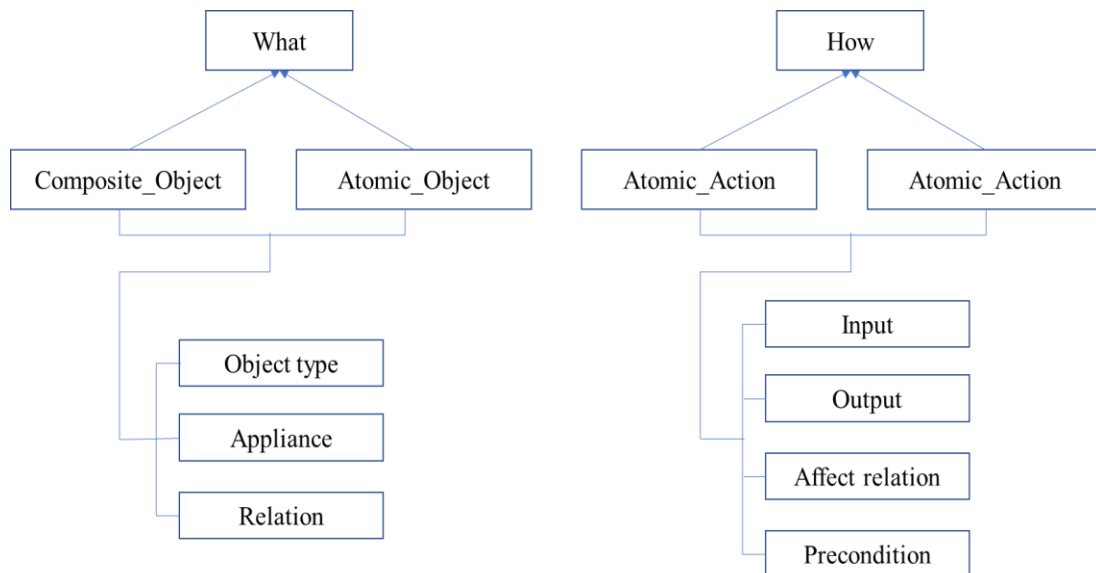 What
How
Composite_Object
Atomic_Object
Atomic_Action
Atomic_Action
Object type
Appliance
Relation
Input
Output
Affect relation
Precondition